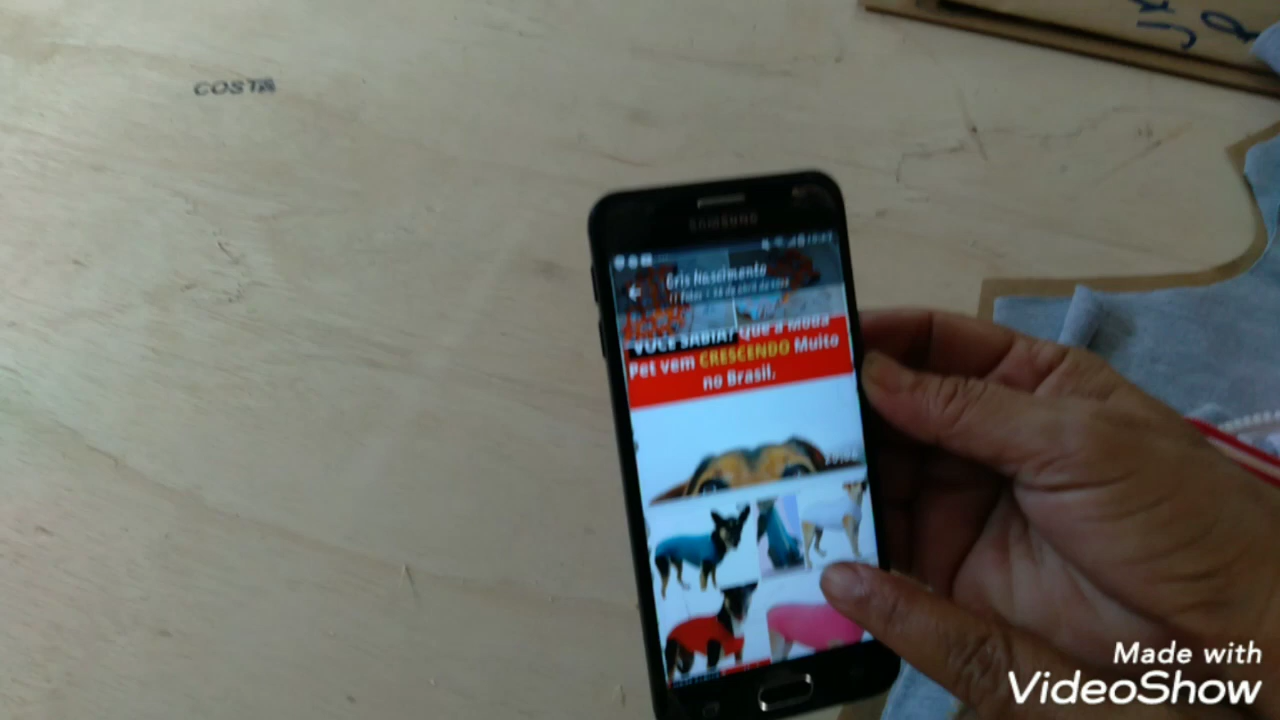 COSTA
SAMSUNG
Cris Nascimento
VOCÊ SABIA? Que a Moda
Pet vem CRESCENDO Muito
no Brasil.
Made with
VideoShow